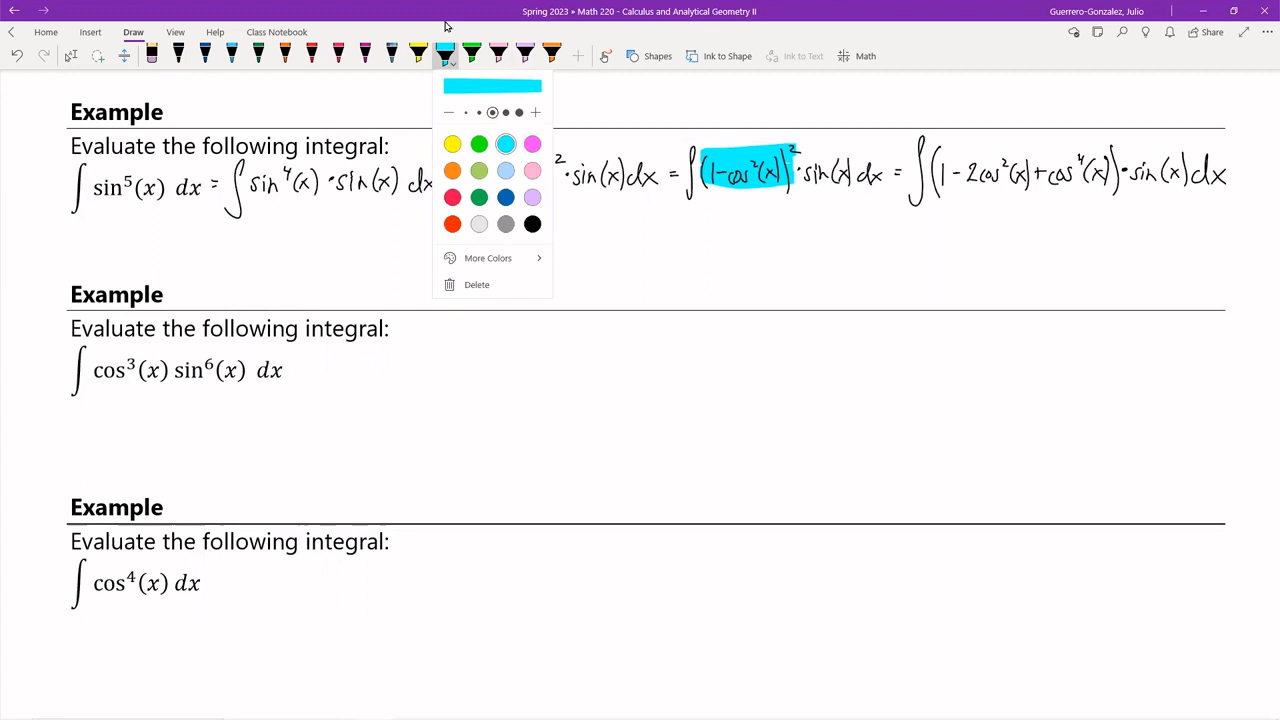 Spring 2023 » Math 220 - Calculus and Analytical Geometry II
Guerrero-Gonzalez, Julio
Home Insert Draw View Help Class Notebook
Share
Shapes Ink to Shape Ink to Text Math
Example
Evaluate the following integral:
∫ sin⁵(x) dx = ∫ sin⁴(x) · sin(x) dx ² · sin(x) dx = ∫ (1 - cos²(x))² · sin(x) dx = ∫ (1 - 2cos²(x) + cos⁴(x)) · sin(x) dx
More Colors
Delete
Example
Evaluate the following integral:
∫ cos³(x) sin⁶(x) dx
Example
Evaluate the following integral:
∫ cos⁴(x) dx